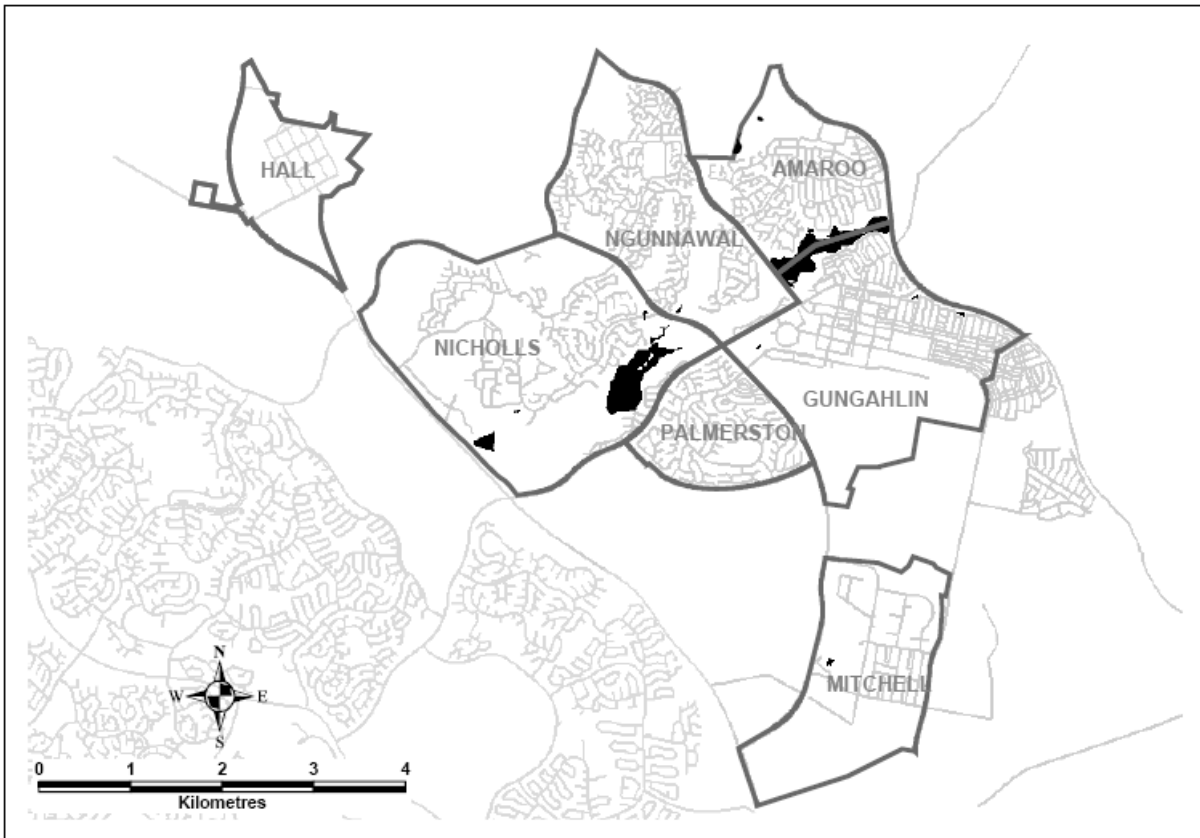 HALL
AMAROO
NGUNNAWAL
NICHOLLS
GUNGAHLIN
PALMERSTON
MITCHELL
N
W E
S
0 1 2 3 4
Kilometres